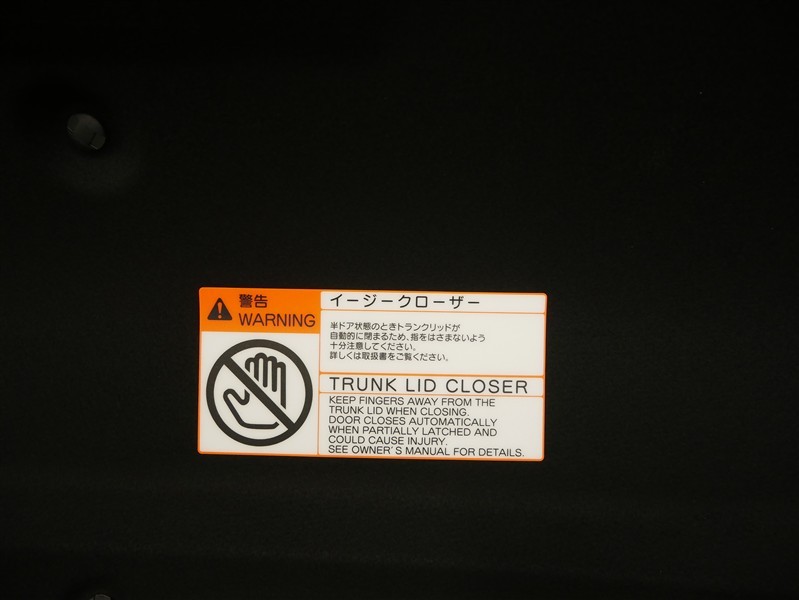 警告
WARNING
イージークローザー
半ドア状態のときトランクリッドが
自動的に閉まるため、指をはさまないよう
十分注意してください。
詳しくは取扱書をご覧ください。
TRUNK LID CLOSER
KEEP FINGERS AWAY FROM THE
TRUNK LID WHEN CLOSING.
DOOR CLOSES AUTOMATICALLY
WHEN PARTIALLY LATCHED AND
COULD CAUSE INJURY.
SEE OWNER'S MANUAL FOR DETAILS.